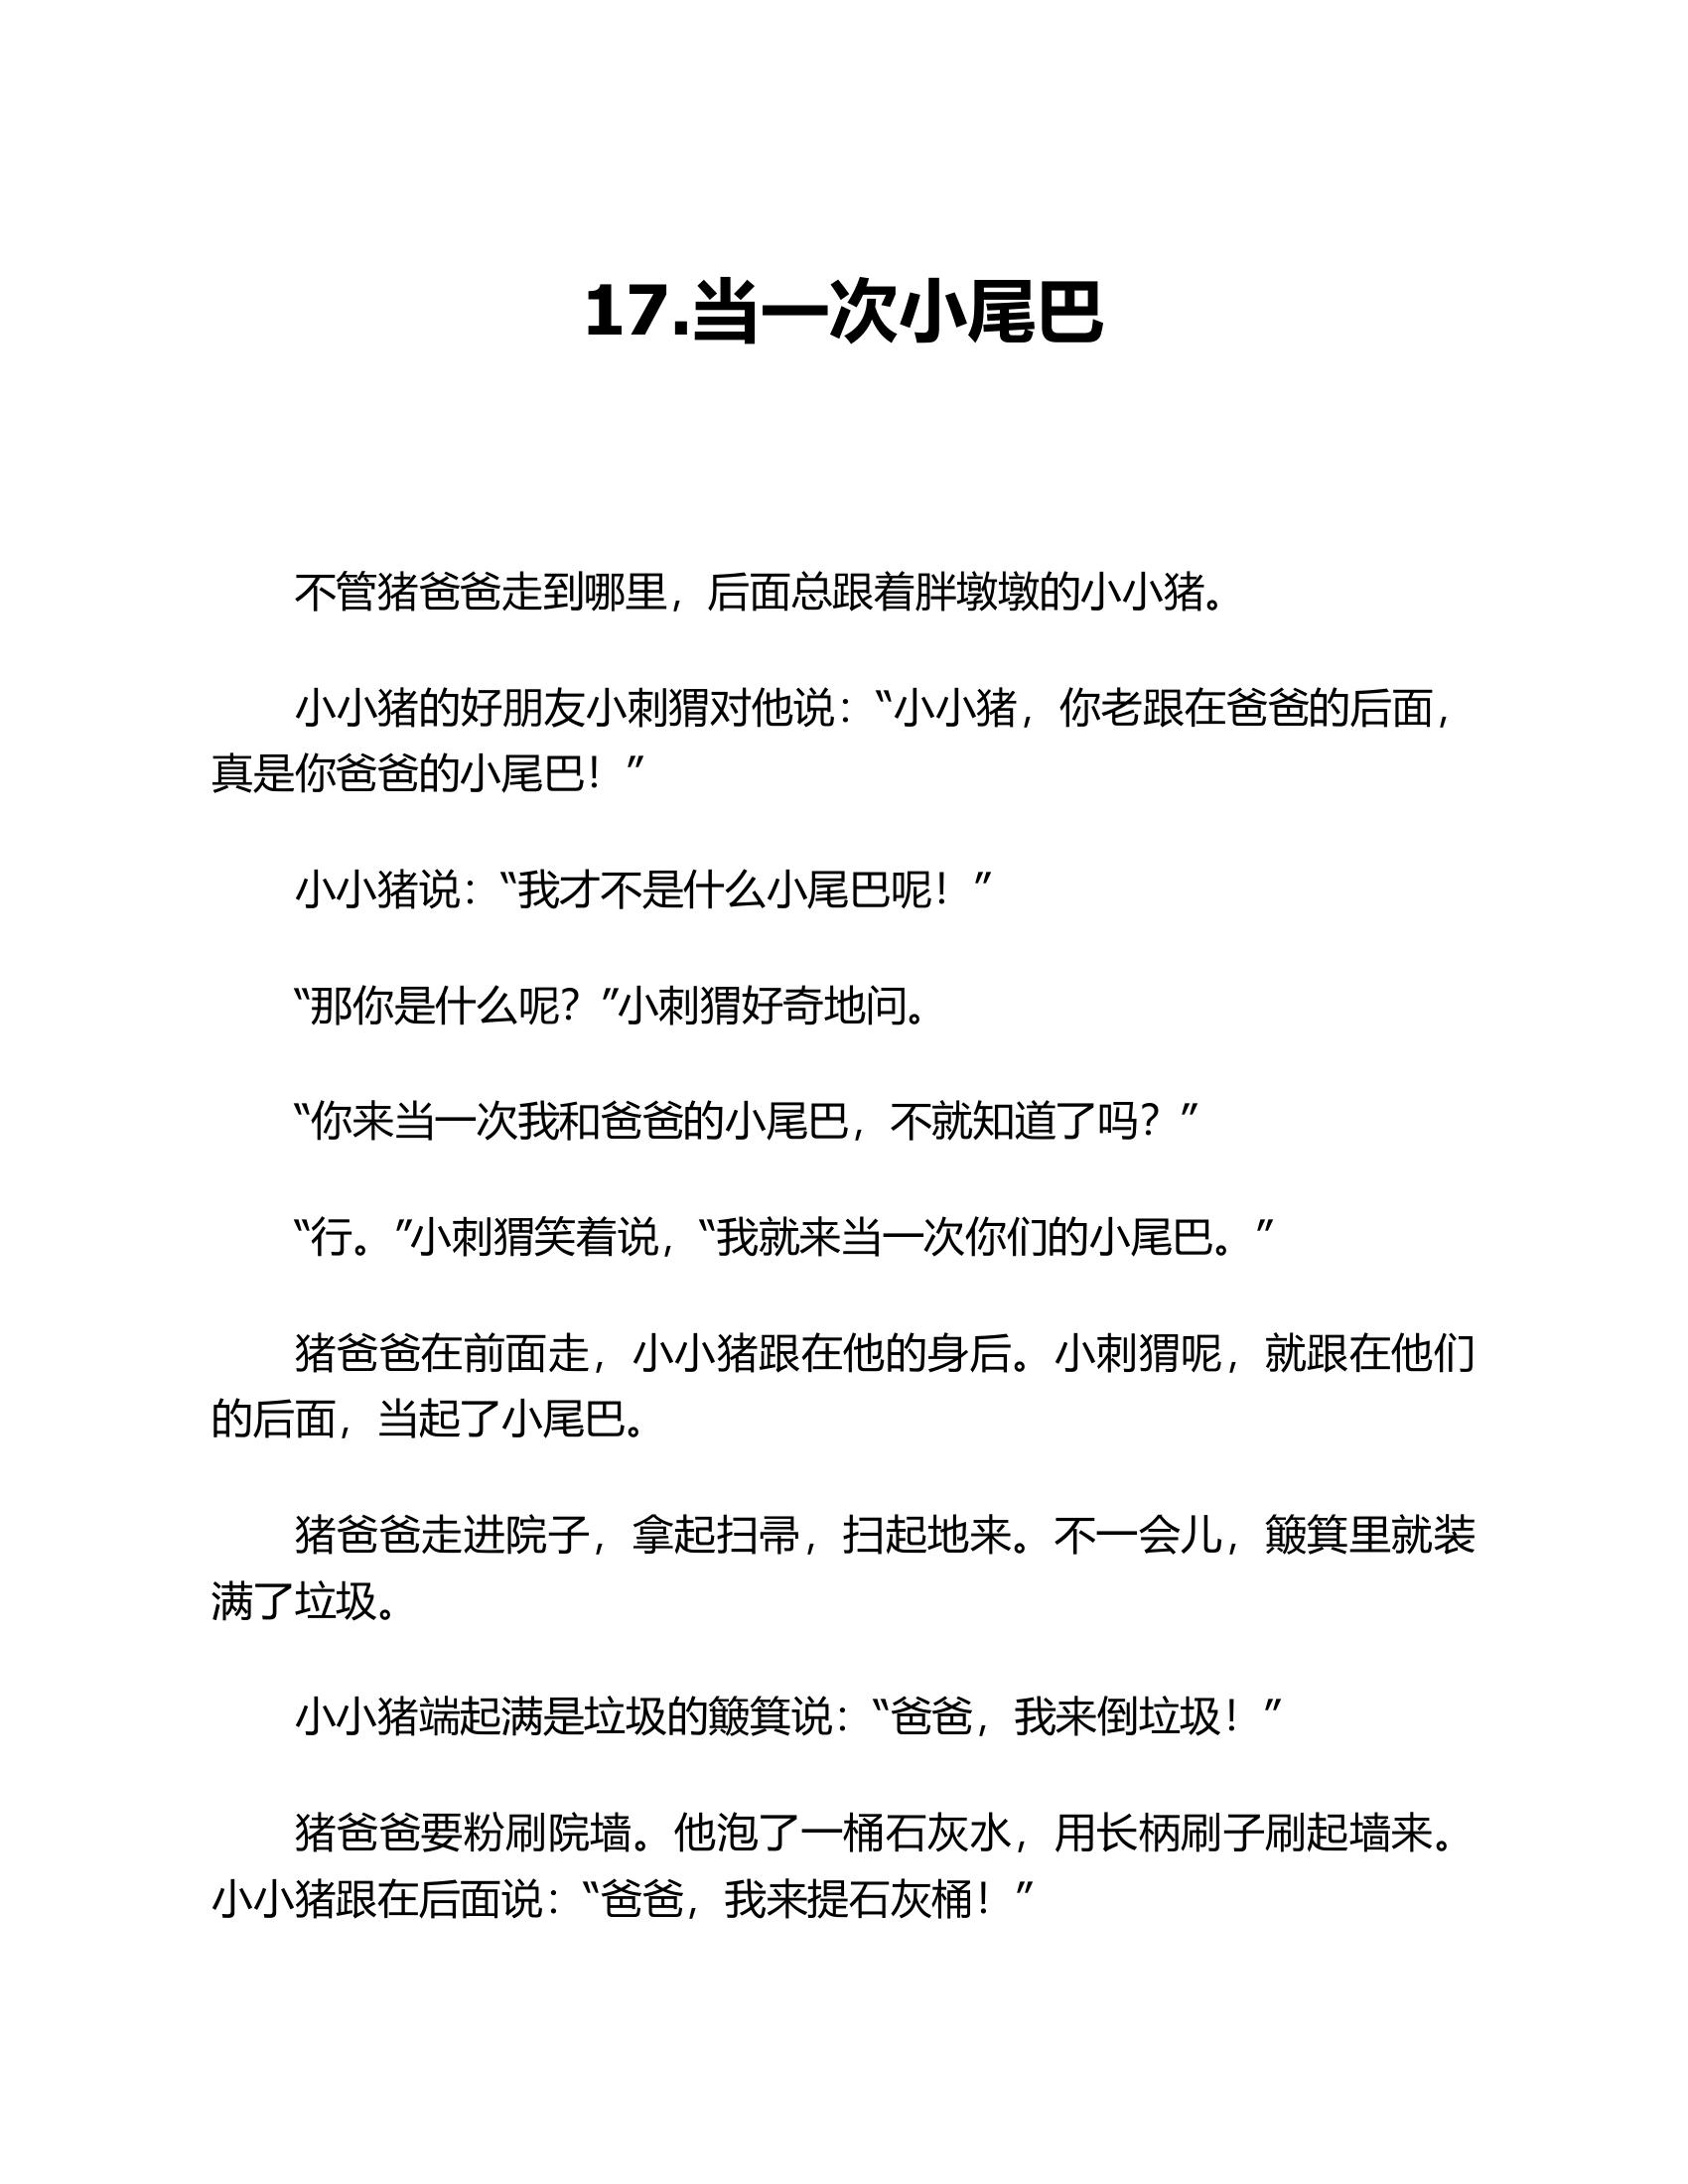 17.当一次小尾巴
不管猪爸爸走到哪里，后面总跟着胖墩墩的小小猪。
小小猪的好朋友小刺猬对他说：“小小猪，你老跟在爸爸的后面，
真是你爸爸的小尾巴！”
小小猪说：“我才不是什么小尾巴呢！”
“那你是什么呢？”小刺猬好奇地问。
“你来当一次我和爸爸的小尾巴，不就知道了吗？”
“行。”小刺猬笑着说，“我就来当一次你们的小尾巴。”
猪爸爸在前面走，小小猪跟在他的身后。小刺猬呢，就跟在他们
的后面，当起了小尾巴。
猪爸爸走进院子，拿起扫帚，扫起地来。不一会儿，簸箕里就装
满了垃圾。
小小猪端起满是垃圾的簸箕说：“爸爸，我来倒垃圾！”
猪爸爸要粉刷院墙。他泡了一桶石灰水，用长柄刷子刷起墙来。
小小猪跟在后面说：“爸爸，我来提石灰桶！”